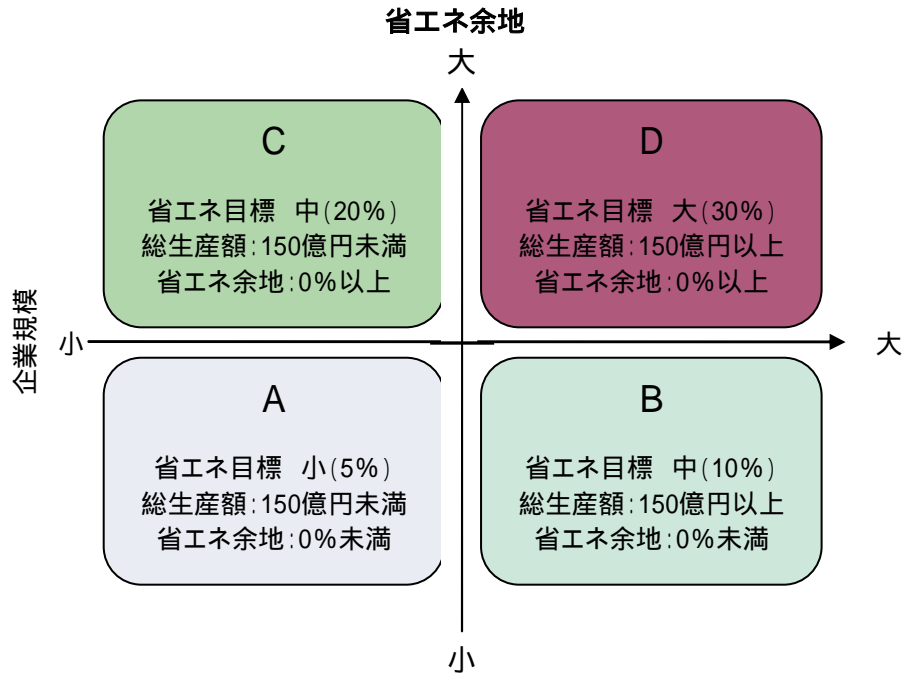 省エネ余地
大
C
省エネ目標 中(20%)
総生産額:150億円未満
省エネ余地:0%以上
D
省エネ目標 大(30%)
総生産額:150億円以上
省エネ余地:0%以上
企業規模
小
大
A
省エネ目標 小(5%)
総生産額:150億円未満
省エネ余地:0%未満
B
省エネ目標 中(10%)
総生産額:150億円以上
省エネ余地:0%未満
小